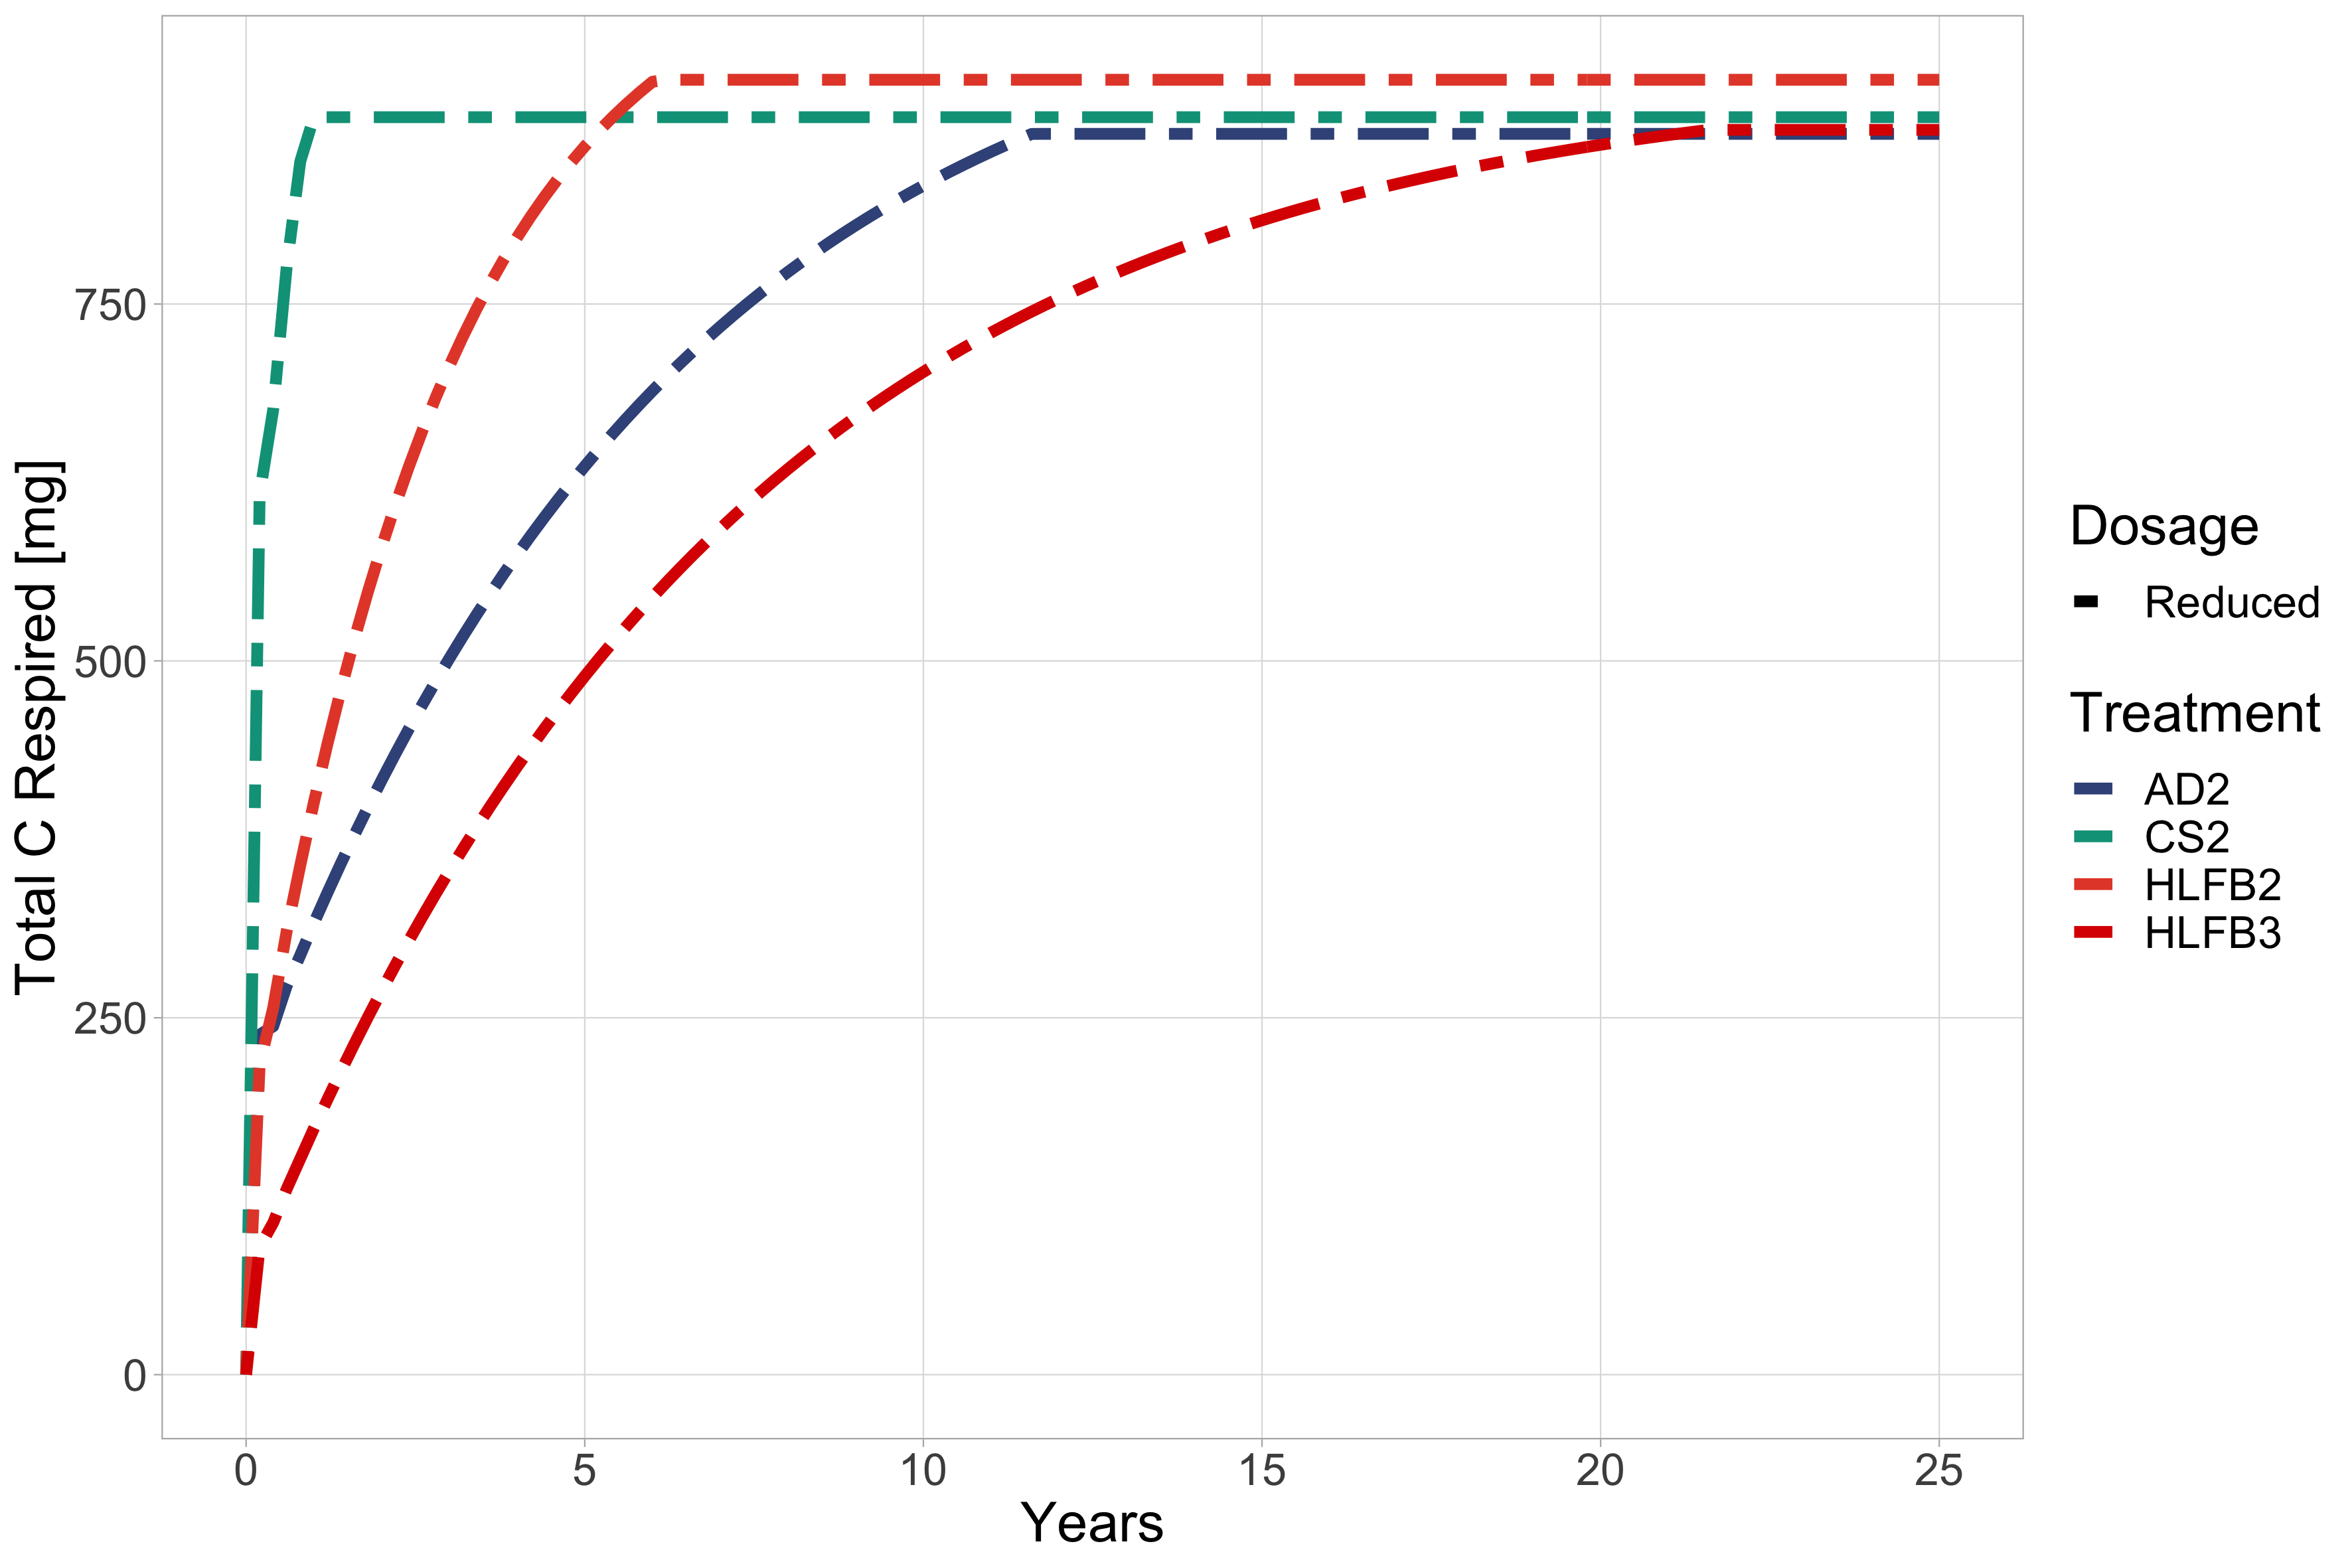 Total C Respired [mg]
750
500
250
0
0 5 10 15 20 25
Years
Dosage
Reduced
Treatment
AD2
CS2
HLFB2
HLFB3